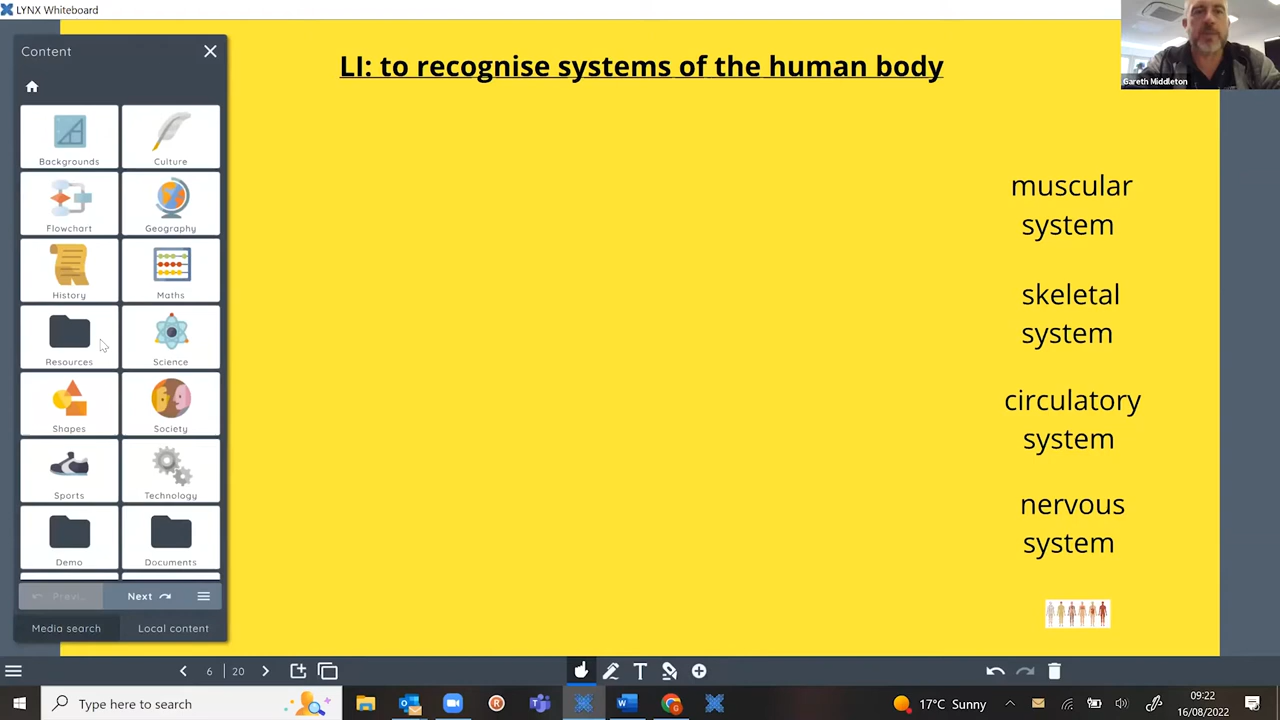 LYNX Whiteboard
Content
Backgrounds
Culture
Flowchart
Geography
History
Maths
Resources
Science
Shapes
Society
Sports
Technology
Demo
Documents
Previ...
Next
Media search
Local content
LI: to recognise systems of the human body
Gareth Middleton
muscular
system
skeletal
system
circulatory
system
nervous
system
6 | 20
T
Type here to search
17°C Sunny
09:22
16/08/2022